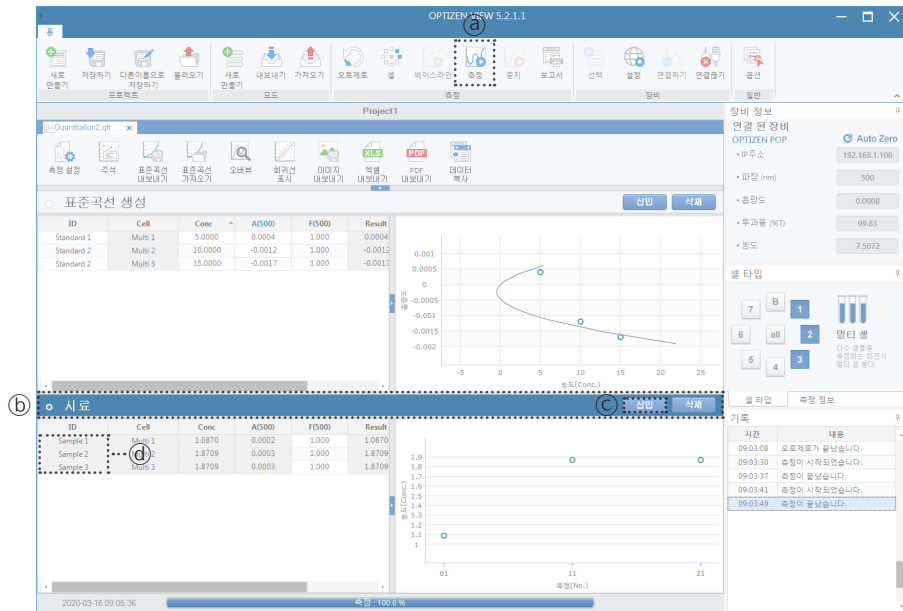 OPTIZEN VIEW 5.2.1.1
ⓐ
홈
새로 만들기 저장하기 다른이름으로 저장하기 불러오기 새로 만들기 내보내기 가져오기 오토제로 셀 베이스라인 측정 중지 보고서 선택 설정 연결하기 연결끊기 옵션
프로젝트 모드 측정 장비 일반
Project1
Quantitation2.qtt x
측정 설정 주석 표준곡선 내보내기 표준곡선 가져오기 오버뷰 회귀선 표시 이미지 내보내기 엑셀 내보내기 PDF 내보내기 데이터 복사
XLS PDF
표준곡선 생성 삽입 삭제
ID Cell Conc A(500) F(500) Result
Standard 1 Multi 1 5.0000 0.0004 1.000 0.0004
Standard 2 Multi 2 10.0000 -0.0012 1.000 -0.0012
Standard 2 Multi 3 15.0000 -0.0017 1.000 -0.0017
0.001
0.0005
0
-0.0005
-0.001
-0.0015
-0.002
흡광도
-5 0 5 10 15 20 25
농도(Conc.)
ⓑ 시료 ⓒ 삽입 삭제
ID Cell Conc A(500) F(500) Result
Sample 1 Multi 1 1.0870 0.0002 1.000 1.0870
Sample 2 ⓓ Multi 2 1.8709 0.0003 1.000 1.8709
Sample 3 Multi 3 1.8709 0.0003 1.000 1.8709
1.9
1.8
1.7
1.6
1.5
1.4
1.3
1.2
1.1
1
농도(Conc.)
01 11 21
측정(No.)
장비 정보
연결 된 장비
OPTIZEN POP Auto Zero
• IP주소 192.168.1.108
• 파장 (nm) 500
• 흡광도 0.0008
• 투과율 (%T) 99.83
• 농도 7.5072
셀 타입
7 B 1
6 all 2
5 4 3
멀티 셀
다수 샘플을
측정하는 회전식
멀티 셀 셀다.
셀 타입 측정 정보
기록
시간 내용
09:03:08 오토제로가 끝났습니다.
09:03:30 측정이 시작되었습니다.
09:03:37 측정이 끝났습니다.
09:03:41 측정이 시작되었습니다.
09:03:49 측정이 끝났습니다.
2020-03-16 09:05:36 측정 : 100.0 %